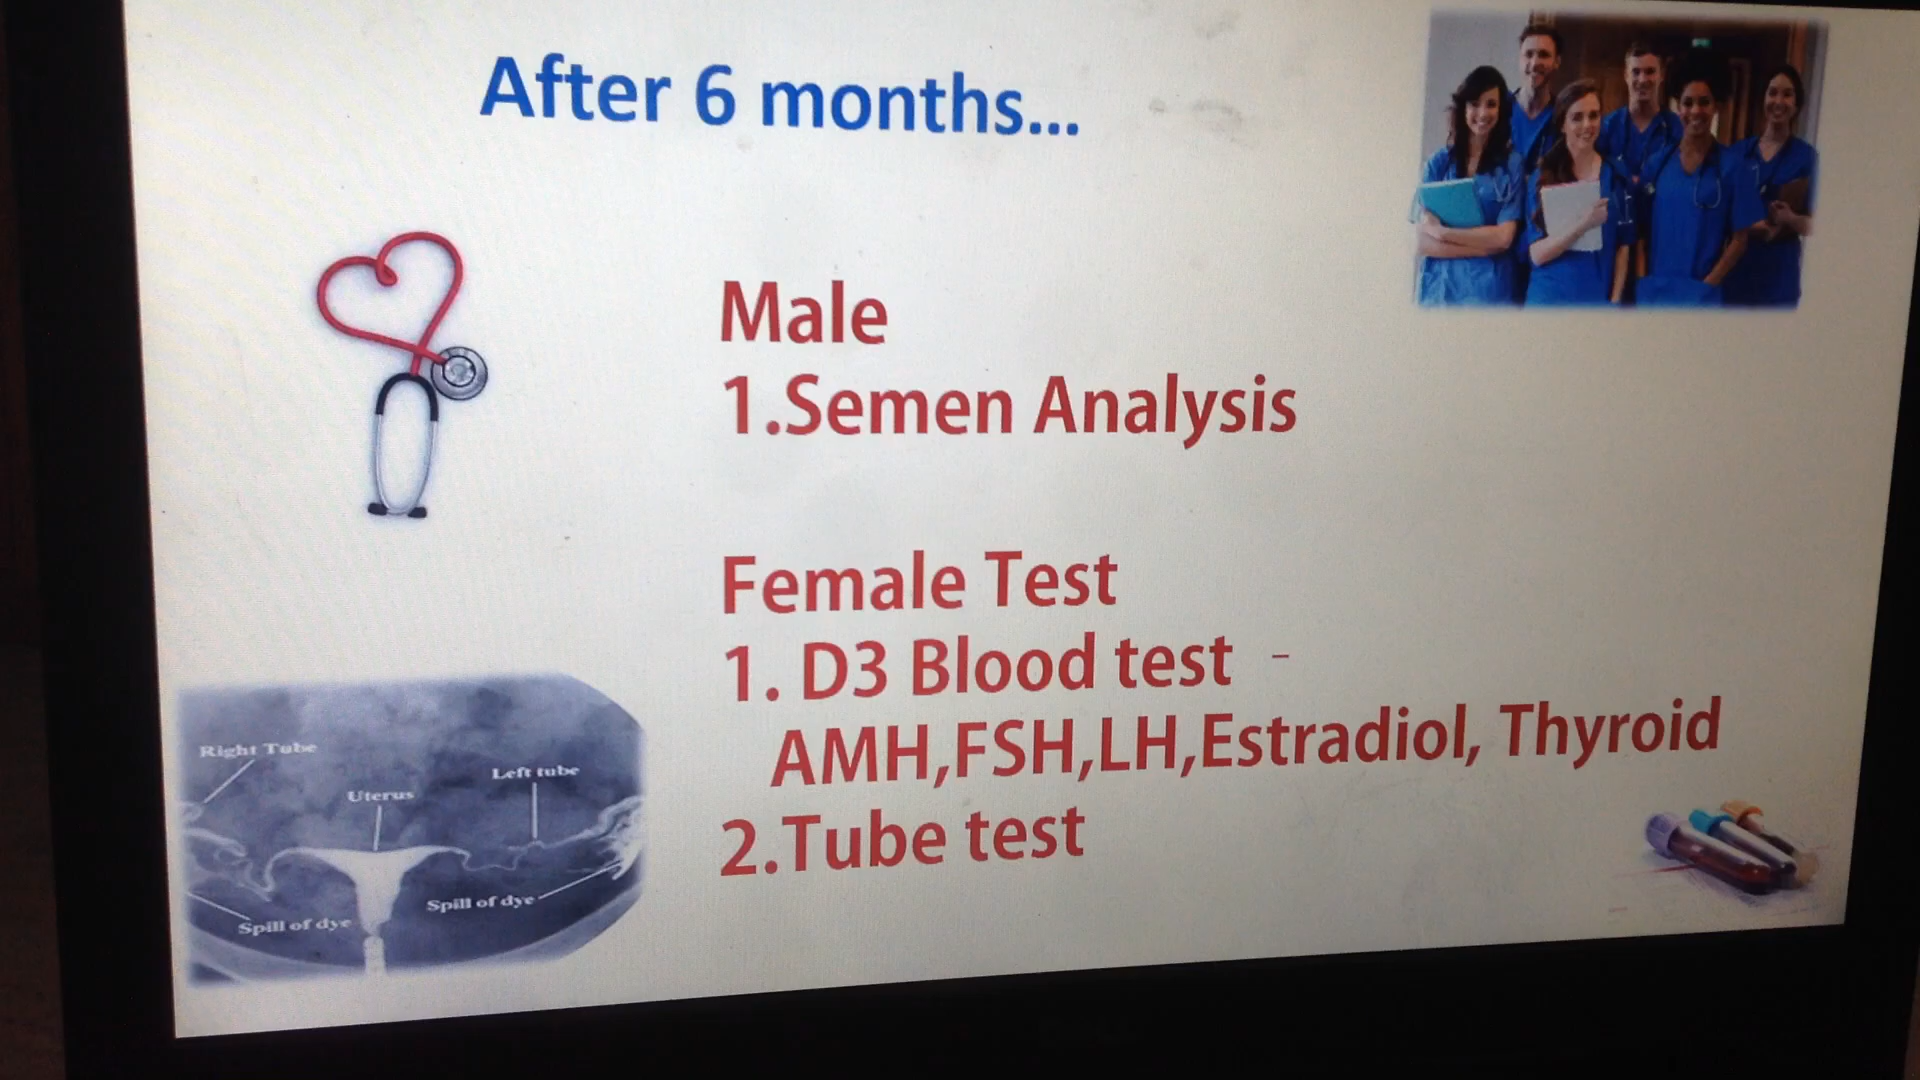 After 6 months...
Male
1.Semen Analysis
Female Test
1. D3 Blood test -
AMH,FSH,LH,Estradiol, Thyroid
2.Tube test
Right Tube
Left tube
Uterus
Spill of dye
Spill of dye